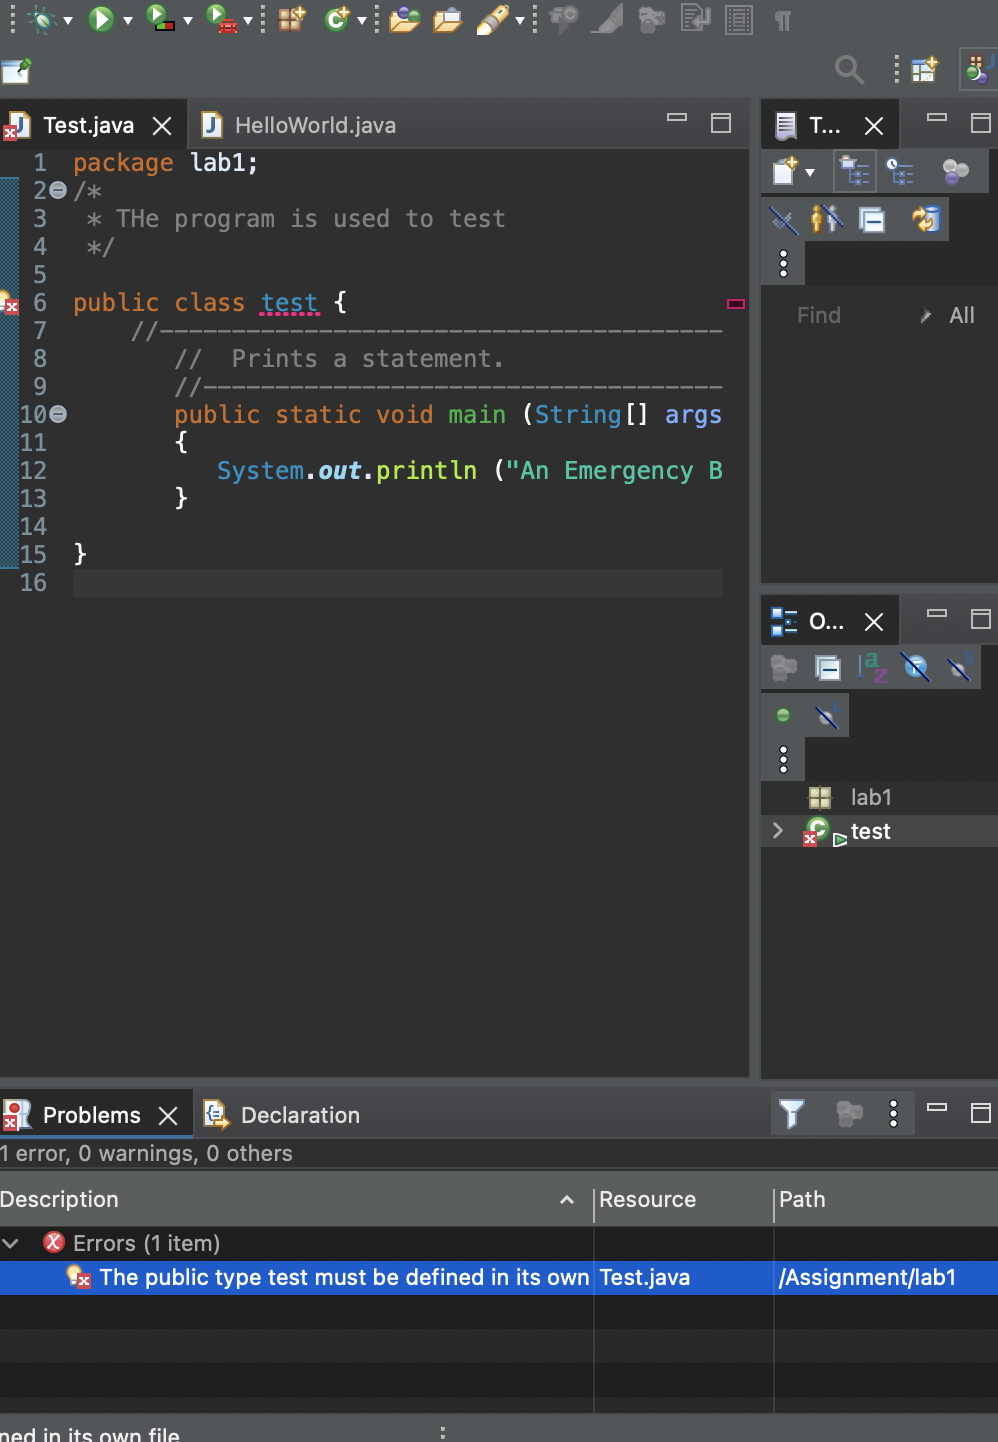 Test.java
HelloWorld.java
T...
1 package lab1;
2 /*
3 * THe program is used to test
4 */
5
6 public class test {
7 //---------------------------------------
8 // Prints a statement.
9 //------------------------------------
10 public static void main (String[] args
11 {
12 System.out.println ("An Emergency B
13 }
14
15 }
16
Find
All
O...
lab1
test
Problems
Declaration
1 error, 0 warnings, 0 others
Description Resource Path
Errors (1 item)
The public type test must be defined in its own Test.java /Assignment/lab1
ned in its own file